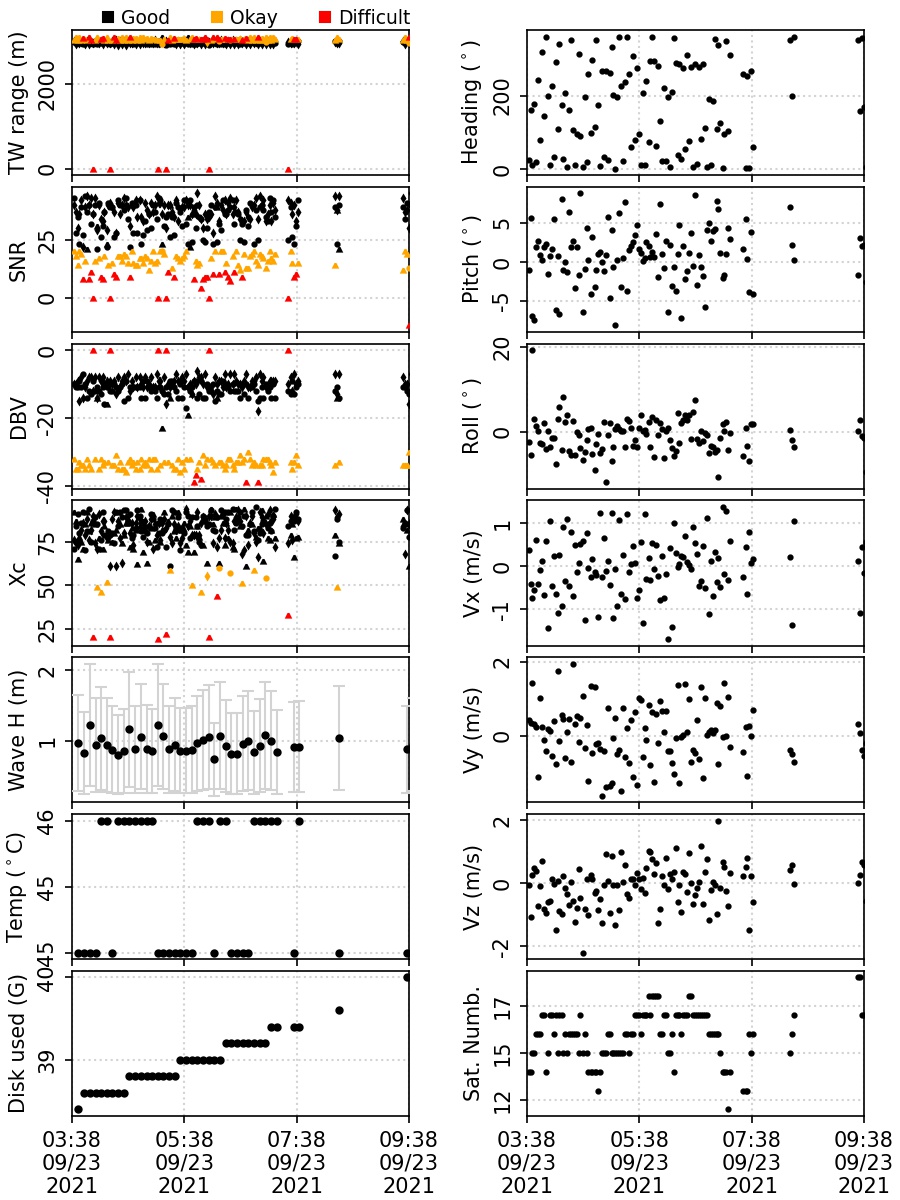 Good Okay Difficult
TW range (m)
2000
0
Heading (°)
200
0
SNR
25
0
Pitch (°)
5
0
-5
DBV
0
-20
-40
Roll (°)
20
0
Xc
75
50
25
Vx (m/s)
1
0
-1
Wave H (m)
2
1
Vy (m/s)
2
0
Temp (°C)
46
45
45
Vz (m/s)
2
0
-2
Disk used (G)
404
39
Sat. Numb.
17
15
12
03:38 05:38 07:38 09:38
09/23 09/23 09/23 09/23
2021 2021 2021 2021
03:38 05:38 07:38 09:38
09/23 09/23 09/23 09/23
2021 2021 2021 2021